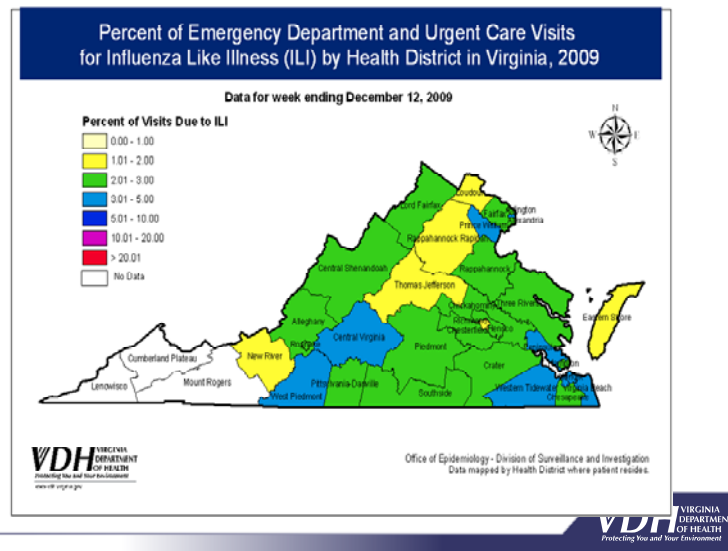 Percent of Emergency Department and Urgent Care Visits
for Influenza Like Illness (ILI) by Health District in Virginia, 2009
Data for week ending December 12, 2009
Percent of Visits Due to ILI
0.00 - 1.00
1.01 - 2.00
2.01 - 3.00
3.01 - 5.00
5.01 - 10.00
10.01 - 20.00
> 20.01
No Data
N
W E
S
Loudoun
Lord Fairfax
Fairfax
Prince William
Rappahannock Rapidan
Central Shenandoah
Rappahannock
Thomas Jefferson
Three Rivers
Eastern Shore
Alleghany
Chesterfield
Central Virginia
Piedmont
New River
Cumberland Plateau
Crater
Mount Rogers
Lenowisco
Pittsylvania-Danville
West Piedmont
Southside
Western Tidewater
Virginia Beach
Chesapeake
VDH VIRGINIA
DEPARTMENT
OF HEALTH
Protecting You and Your Environment
Office of Epidemiology - Division of Surveillance and Investigation
Data mapped by Health District where patient resides.
VDH VIRGINIA
DEPARTMEN
OF HEALTH
Protecting You and Your Environment